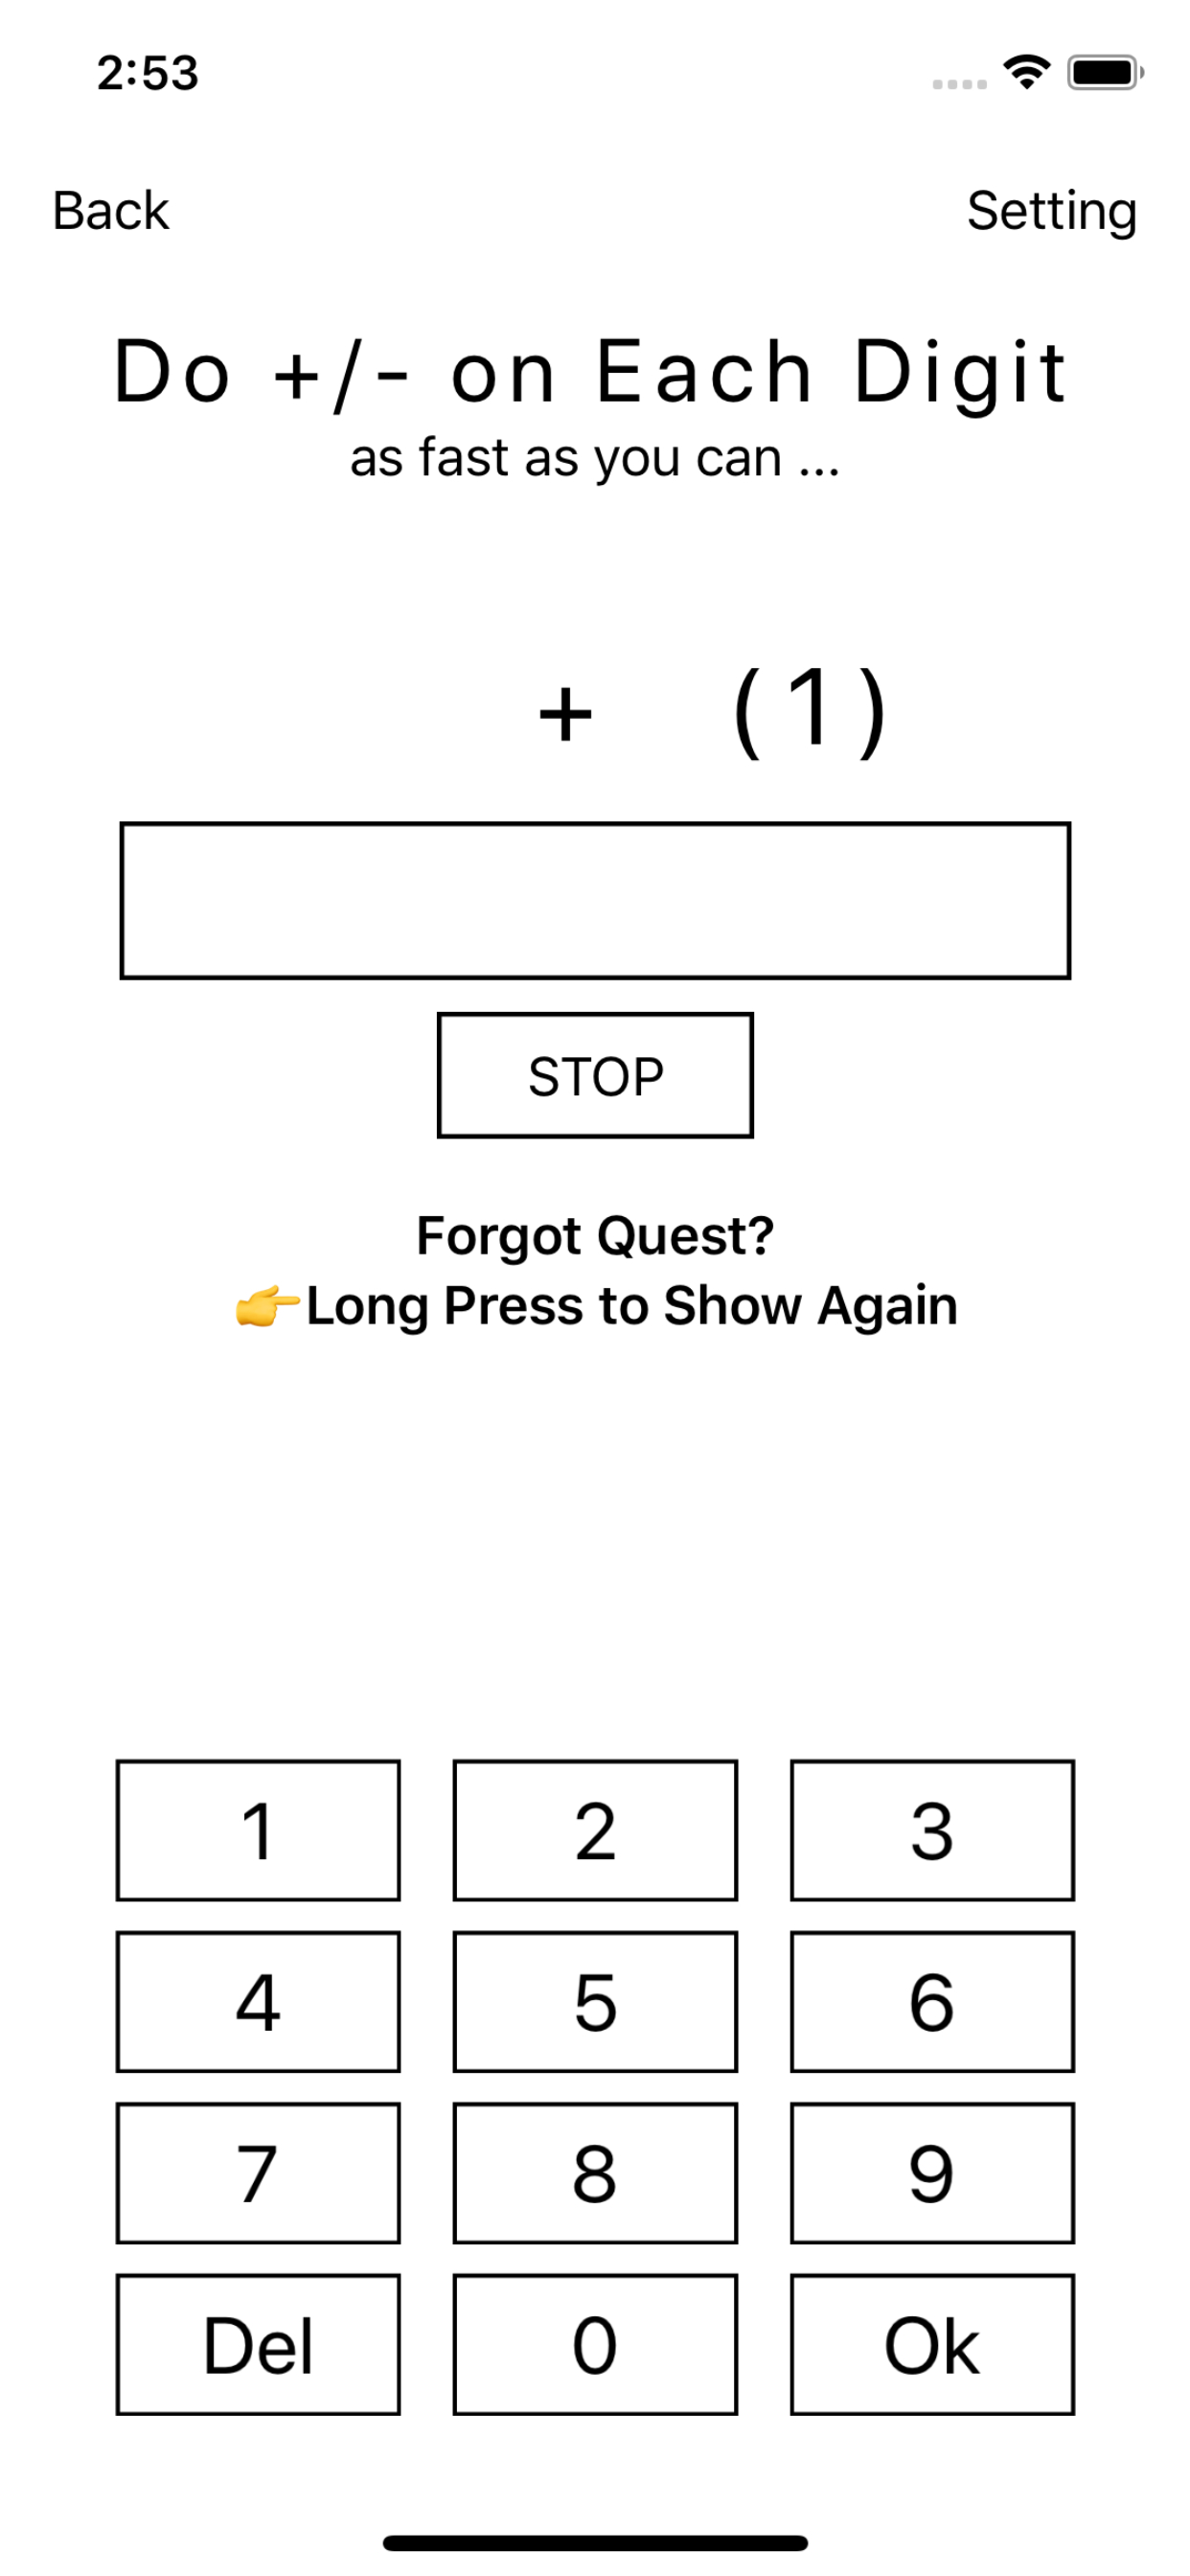 2:53
Back Setting
Do +/- on Each Digit
as fast as you can ...
+ (1)
STOP
Forgot Quest?
👉Long Press to Show Again
1 2 3
4 5 6
7 8 9
Del 0 Ok